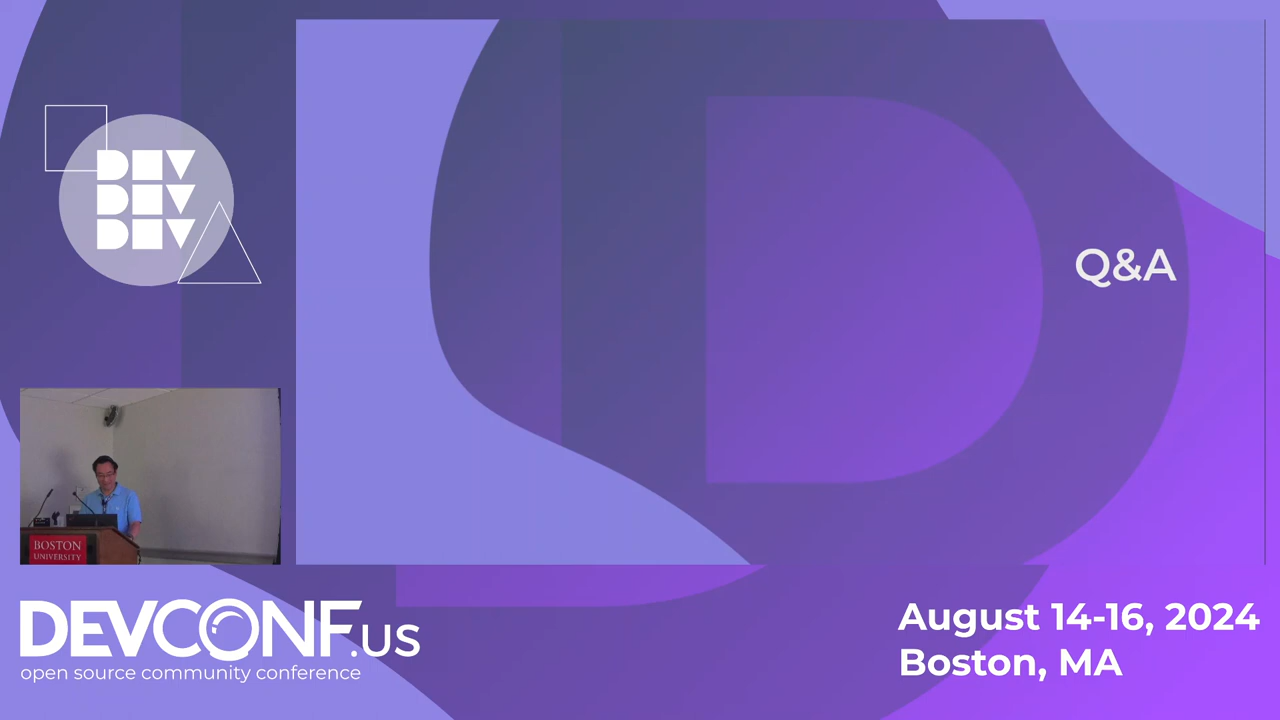 DEV
DEV
DEV
Q&A
BOSTON
UNIVERSITY
DEVCONF.US
open source community conference
August 14-16, 2024
Boston, MA